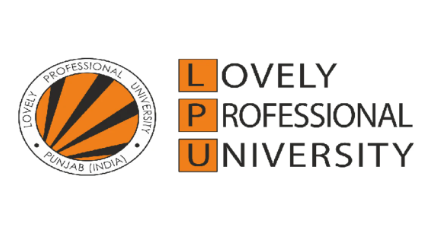 LOVELY PROFESSIONAL UNIVERSITY
• PUNJAB (INDIA) •
LOVELY
PROFESSIONAL
UNIVERSITY